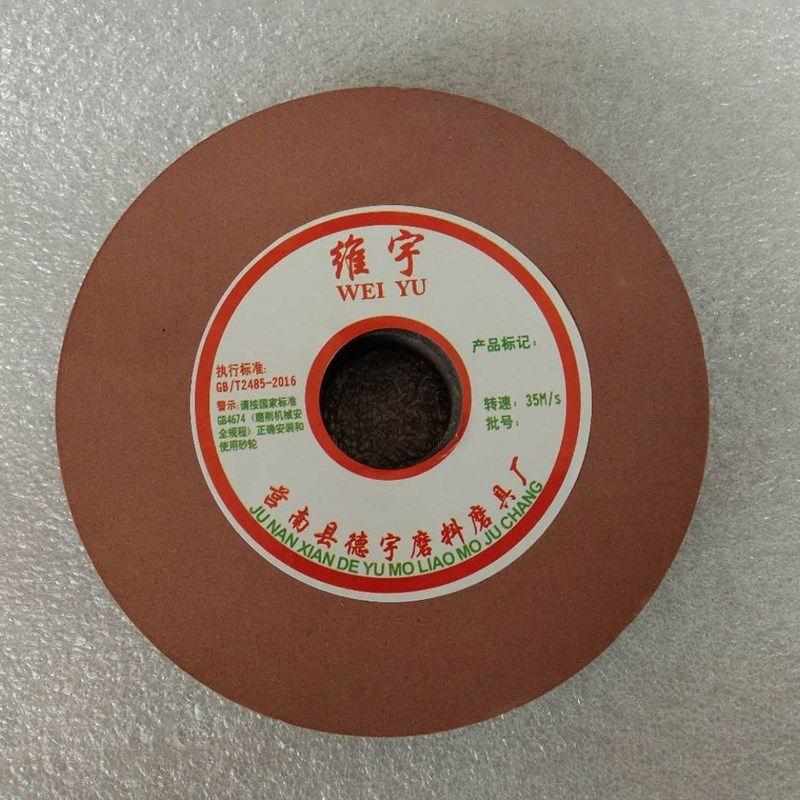 维宇
WEI YU
产品标记:
执行标准:
GB/T2485-2016
警示:请按国家标准
GB4674(磨削机械安
全规程)正确安装和
使用砂轮
转速: 35M/s
批号:
莒南县德宇磨料磨具厂
JU NAN XIAN DE YU MO LIAO MO JU CHANG